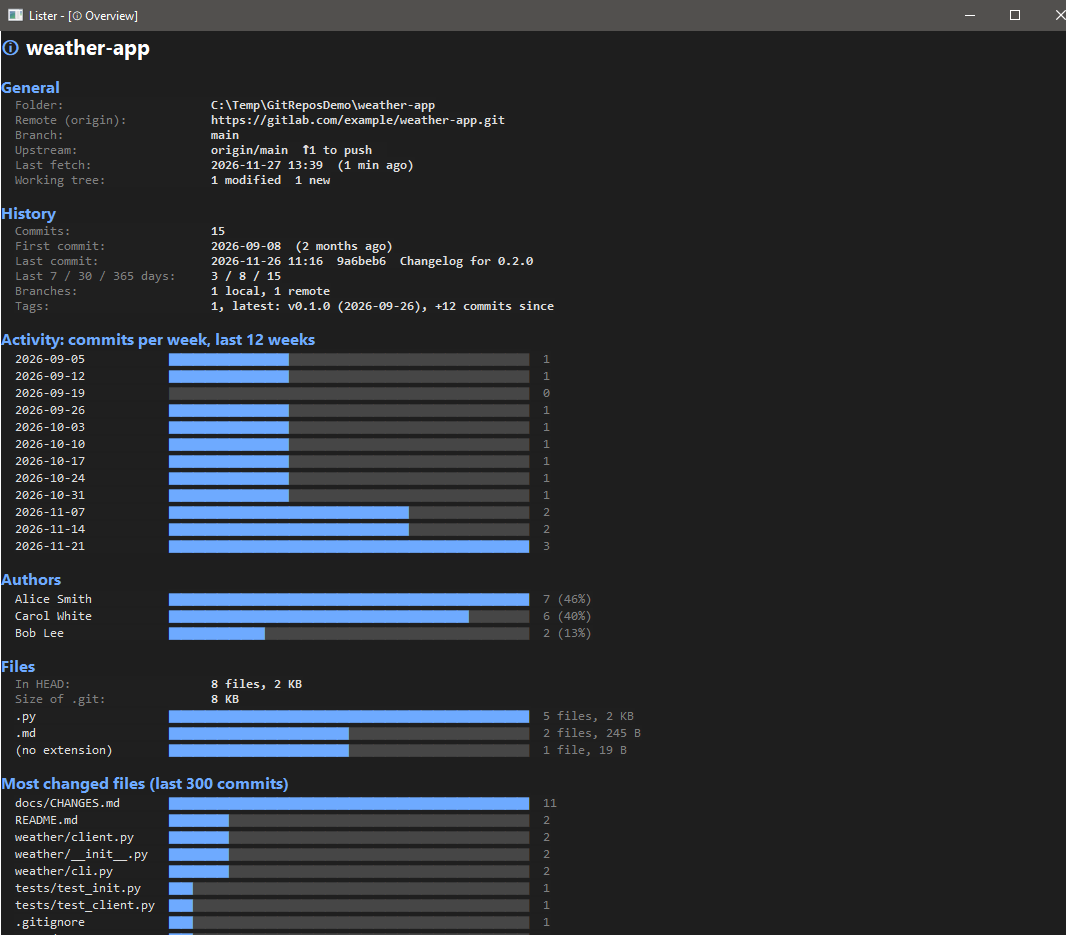 Lister - [ⓘ Overview]
ⓘ weather-app
General
Folder: C:\Temp\GitReposDemo\weather-app
Remote (origin): https://gitlab.com/example/weather-app.git
Branch: main
Upstream: origin/main ↑1 to push
Last fetch: 2026-11-27 13:39 (1 min ago)
Working tree: 1 modified 1 new
History
Commits: 15
First commit: 2026-09-08 (2 months ago)
Last commit: 2026-11-26 11:16 9a6beb6 Changelog for 0.2.0
Last 7 / 30 / 365 days: 3 / 8 / 15
Branches: 1 local, 1 remote
Tags: 1, latest: v0.1.0 (2026-09-26), +12 commits since
Activity: commits per week, last 12 weeks
2026-09-05 1
2026-09-12 1
2026-09-19 0
2026-09-26 1
2026-10-03 1
2026-10-10 1
2026-10-17 1
2026-10-24 1
2026-10-31 1
2026-11-07 2
2026-11-14 2
2026-11-21 3
Authors
Alice Smith 7 (46%)
Carol White 6 (40%)
Bob Lee 2 (13%)
Files
In HEAD: 8 files, 2 KB
Size of .git: 8 KB
.py 5 files, 2 KB
.md 2 files, 245 B
(no extension) 1 file, 19 B
Most changed files (last 300 commits)
docs/CHANGES.md 11
README.md 2
weather/client.py 2
weather/__init__.py 2
weather/cli.py 2
tests/test_init.py 1
tests/test_client.py 1
.gitignore 1